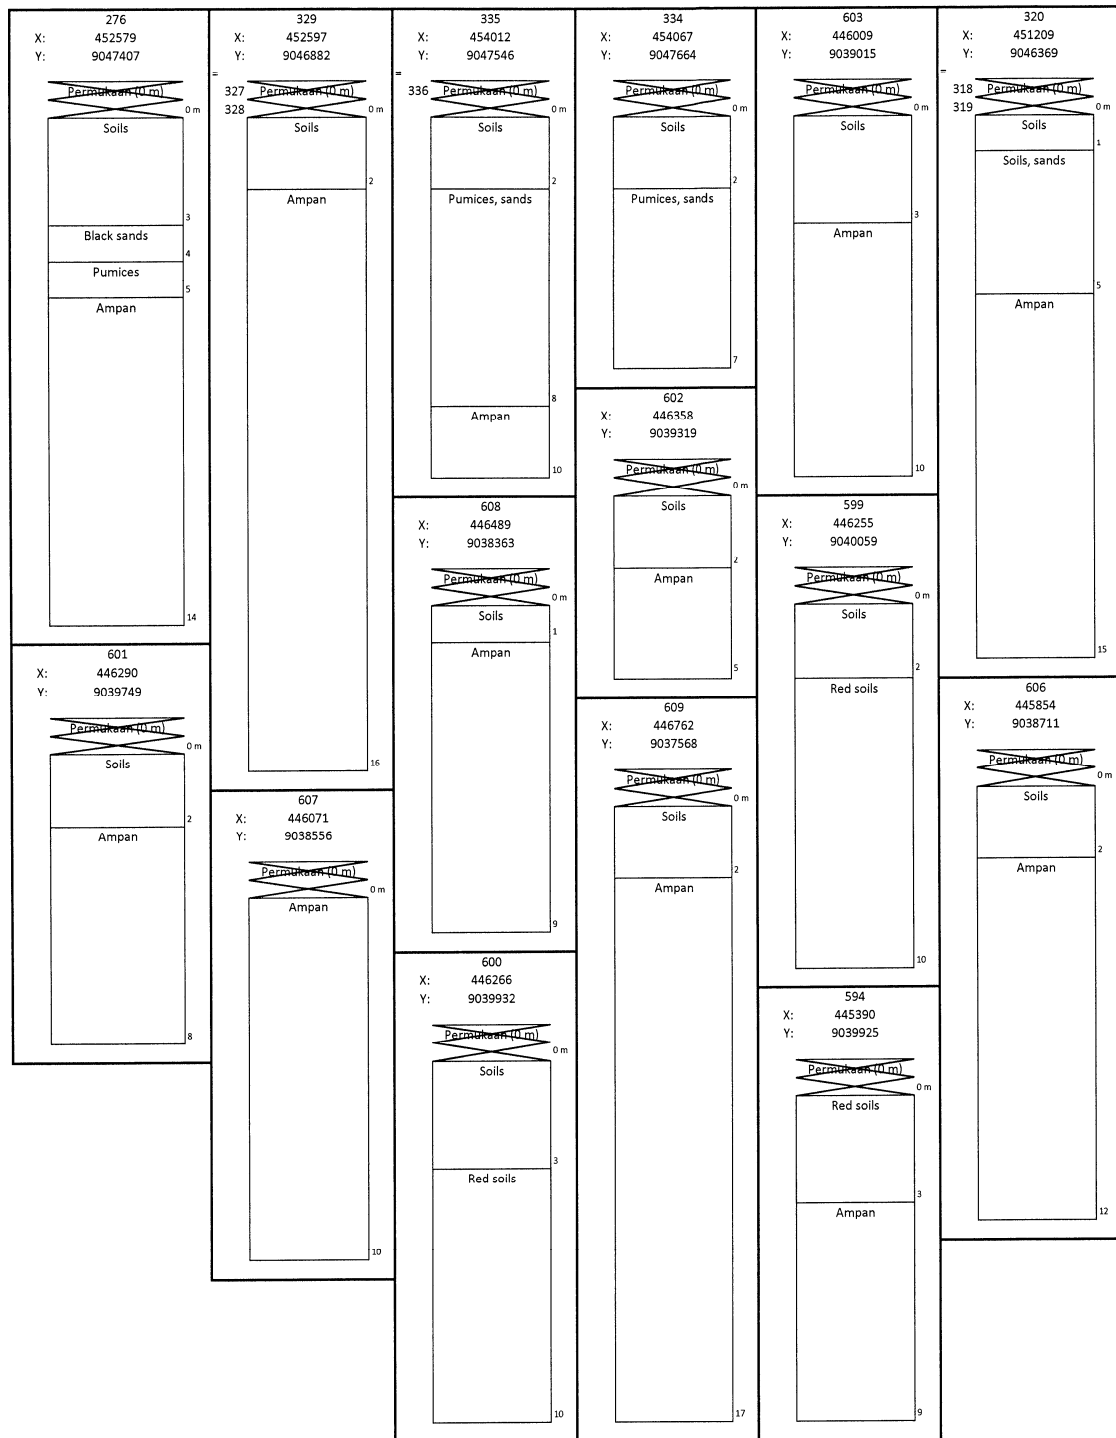 276
X: 452579
Y: 9047407
Permukaan (0 m)
0 m
Soils
3
Black sands
4
Pumices
5
Ampan
14
601
X: 446290
Y: 9039749
Permukaan (0 m)
0 m
Soils
2
Ampan
8
329
X: 452597
Y: 9046882
=
327
328
Permukaan (0 m)
0 m
Soils
2
Ampan
16
607
X: 446071
Y: 9038556
Permukaan (0 m)
0 m
Ampan
10
335
X: 454012
Y: 9047546
=
336
Permukaan (0 m)
0 m
Soils
2
Pumices, sands
8
Ampan
10
608
X: 446489
Y: 9038363
Permukaan (0 m)
0 m
Soils
1
Ampan
9
600
X: 446266
Y: 9039932
Permukaan (0 m)
0 m
Soils
3
Red soils
10
334
X: 454067
Y: 9047664
Permukaan (0 m)
0 m
Soils
2
Pumices, sands
7
602
X: 446358
Y: 9039319
Permukaan (0 m)
0 m
Soils
2
Ampan
5
609
X: 446762
Y: 9037568
Permukaan (0 m)
0 m
Soils
2
Ampan
17
603
X: 446009
Y: 9039015
Permukaan (0 m)
0 m
Soils
3
Ampan
10
599
X: 446255
Y: 9040059
Permukaan (0 m)
0 m
Soils
2
Red soils
10
594
X: 445390
Y: 9039925
Permukaan (0 m)
0 m
Red soils
3
Ampan
9
320
X: 451209
Y: 9046369
=
318
319
Permukaan (0 m)
0 m
Soils
1
Soils, sands
5
Ampan
15
606
X: 445854
Y: 9038711
Permukaan (0 m)
0 m
Soils
2
Ampan
12